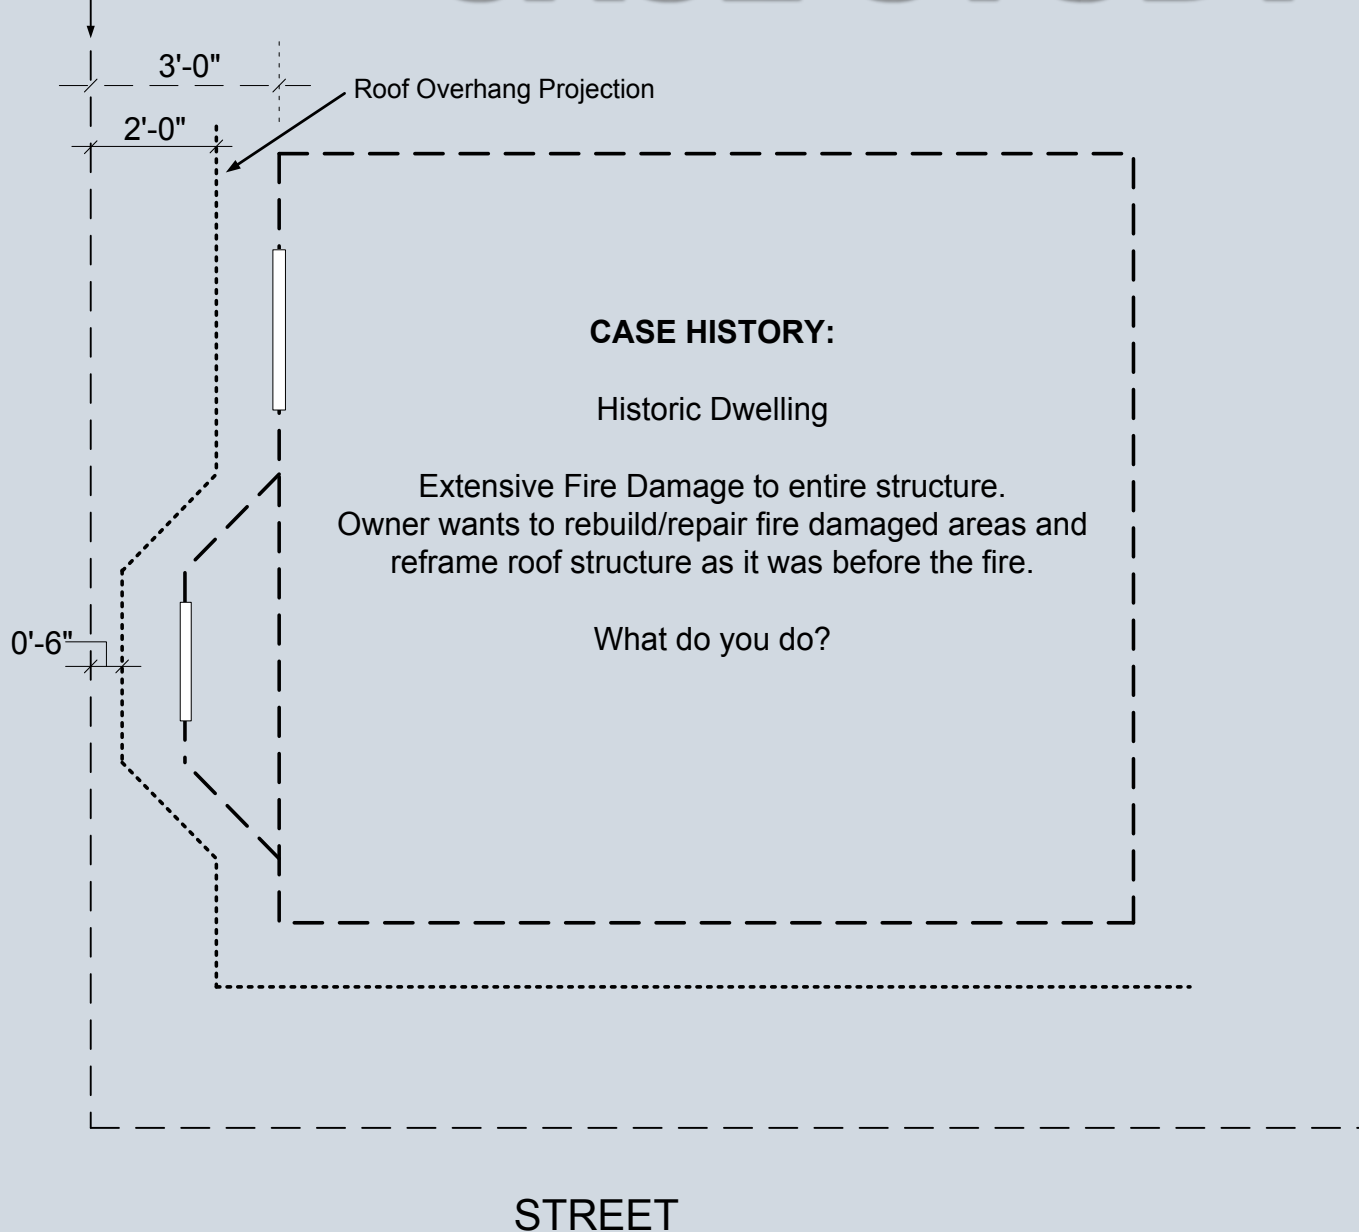 3'-0"
Roof Overhang Projection
2'-0"
CASE HISTORY:
Historic Dwelling
Extensive Fire Damage to entire structure.
Owner wants to rebuild/repair fire damaged areas and
reframe roof structure as it was before the fire.
What do you do?
0'-6"
STREET